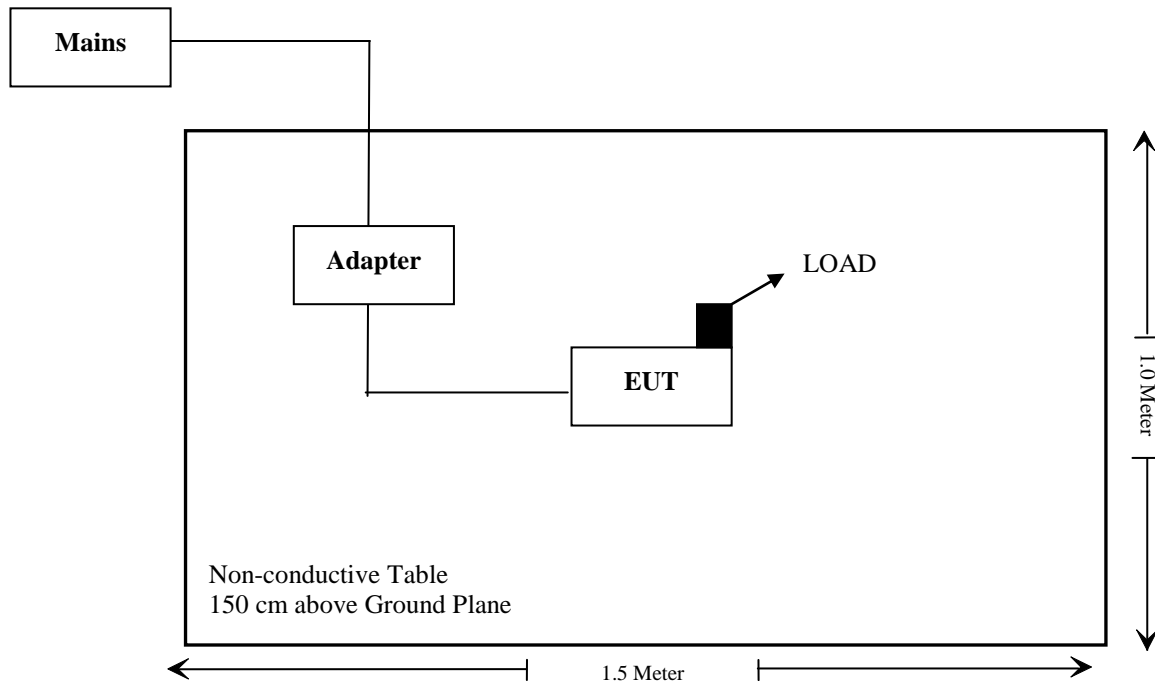 Mains
Adapter
LOAD
EUT
1.0 Meter
Non-conductive Table
150 cm above Ground Plane
1.5 Meter